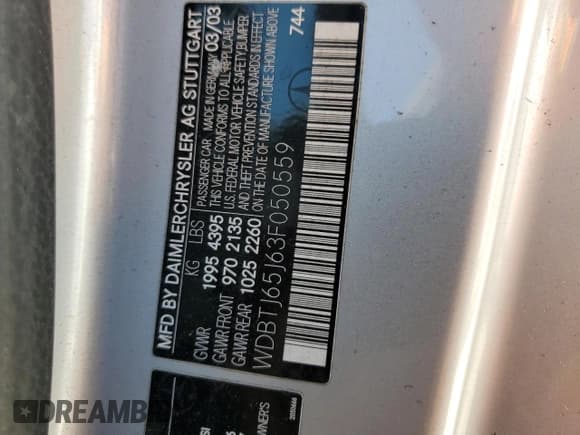 MFD BY DAIMLERCHRYSLER AG STUTTGART
KG LBS
GVWR 1995 4395
GAWR FRONT 970 2135
GAWR REAR 1025 2260
PASSENGER CAR MADE IN GERMANY 03/03
THIS VEHICLE CONFORMS TO ALL APPLICABLE
U.S. FEDERAL MOTOR VEHICLE SAFETY BUMPER
AND THEFT PREVENTION STANDARDS IN EFFECT
ON THE DATE OF MANUFACTURE SHOWN ABOVE
744
WDBTJ65J63F050559
OWNER'S
DREAMBID